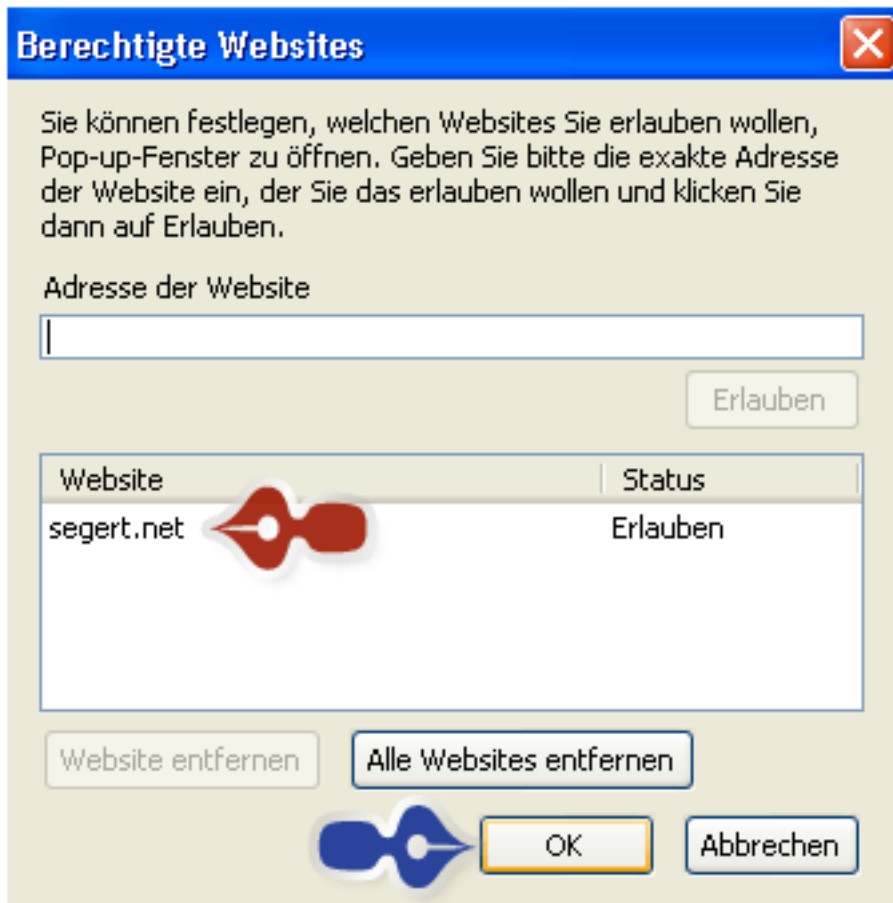 Berechtigte Websites
Sie können festlegen, welchen Websites Sie erlauben wollen,
Pop-up-Fenster zu öffnen. Geben Sie bitte die exakte Adresse
der Website ein, der Sie das erlauben wollen und klicken Sie
dann auf Erlauben.
Adresse der Website
Erlauben
Website Status
segert.net Erlauben
Website entfernen Alle Websites entfernen
OK Abbrechen